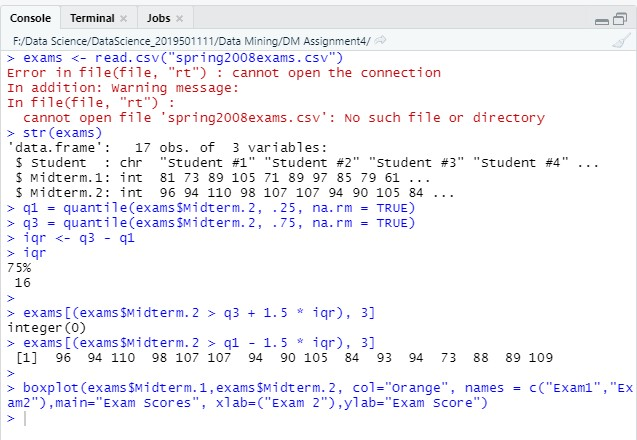 Console Terminal × Jobs ×
F:/Data Science/DataScience_2019501111/Data Mining/DM Assignment4/
> exams <- read.csv("spring2008exams.csv")
Error in file(file, "rt") : cannot open the connection
In addition: Warning message:
In file(file, "rt") :
  cannot open file 'spring2008exams.csv': No such file or directory
> str(exams)
'data.frame':   17 obs. of  3 variables:
 $ Student  : chr  "Student #1" "Student #2" "Student #3" "Student #4" ...
 $ Midterm.1: int  81 73 89 105 71 89 97 85 79 61 ...
 $ Midterm.2: int  96 94 110 98 107 107 94 90 105 84 ...
> q1 = quantile(exams$Midterm.2, .25, na.rm = TRUE)
> q3 = quantile(exams$Midterm.2, .75, na.rm = TRUE)
> iqr <- q3 - q1
> iqr
75%
 16
>
> exams[(exams$Midterm.2 > q3 + 1.5 * iqr), 3]
integer(0)
> exams[(exams$Midterm.2 > q1 - 1.5 * iqr), 3]
 [1]  96  94 110  98 107 107  94  90 105  84  93  94  73  88  89 109
>
> boxplot(exams$Midterm.1,exams$Midterm.2, col="Orange", names = c("Exam1","Ex
am2"),main="Exam Scores", xlab=("Exam 2"),ylab="Exam Score")
>